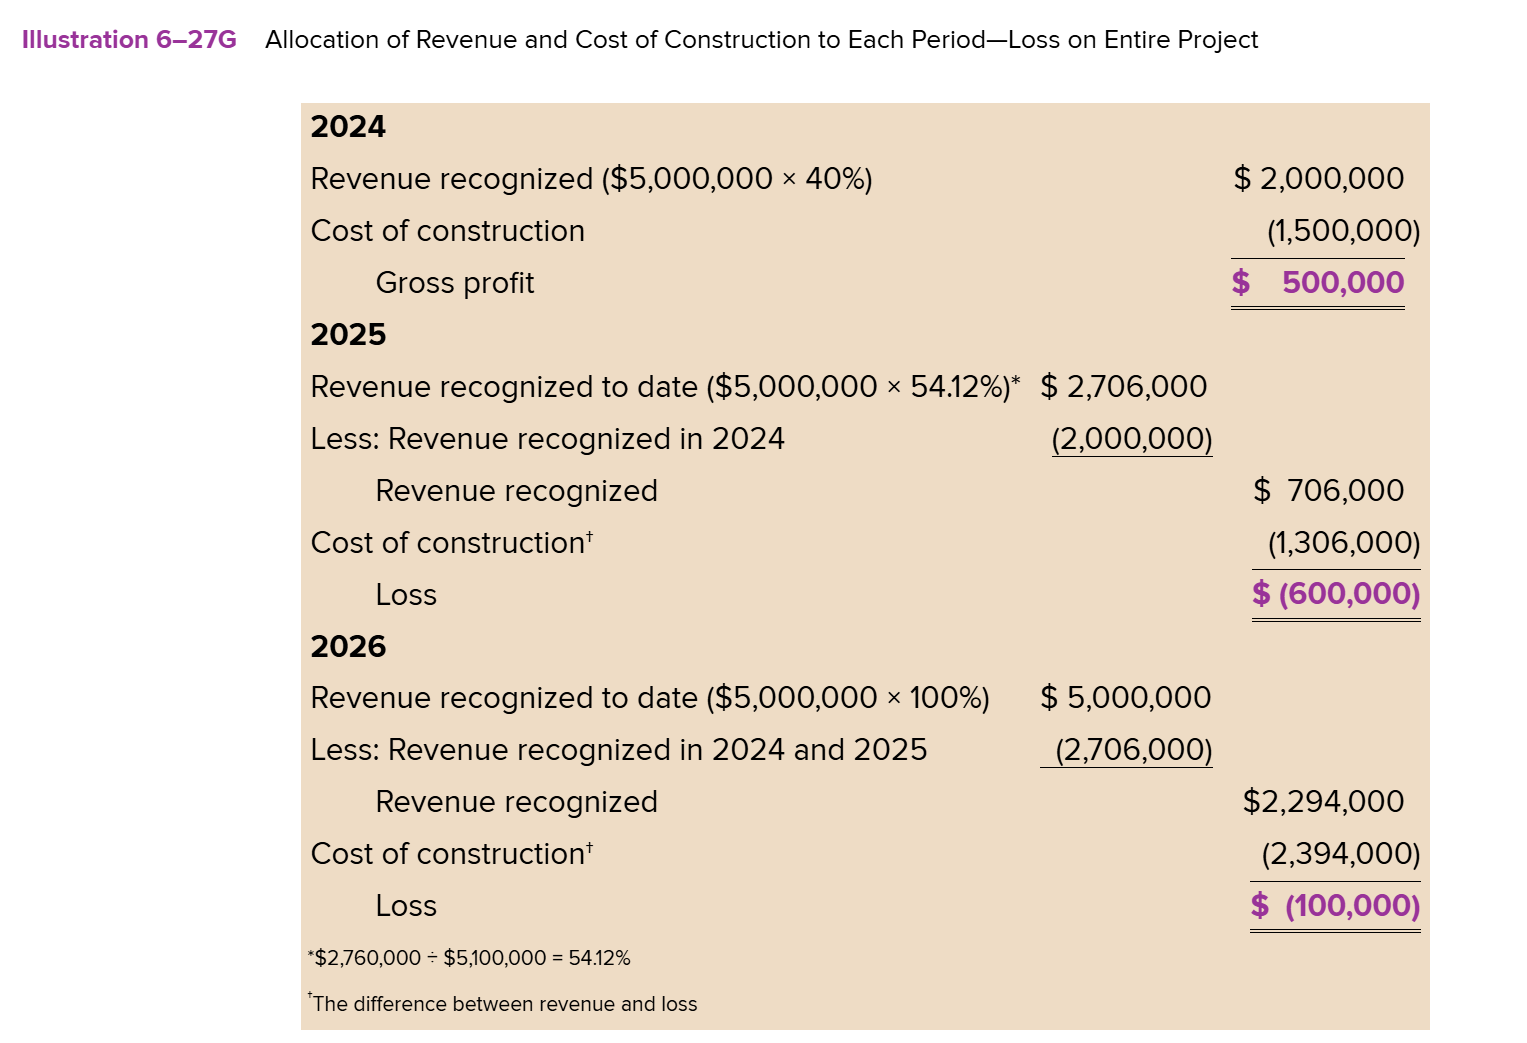 Illustration 6–27G Allocation of Revenue and Cost of Construction to Each Period—Loss on Entire Project
2024
Revenue recognized ($5,000,000 × 40%) $ 2,000,000
Cost of construction (1,500,000)
Gross profit $ 500,000
2025
Revenue recognized to date ($5,000,000 × 54.12%)* $ 2,706,000
Less: Revenue recognized in 2024 (2,000,000)
Revenue recognized $ 706,000
Cost of construction† (1,306,000)
Loss $ (600,000)
2026
Revenue recognized to date ($5,000,000 × 100%) $ 5,000,000
Less: Revenue recognized in 2024 and 2025 (2,706,000)
Revenue recognized $2,294,000
Cost of construction† (2,394,000)
Loss $ (100,000)
*$2,760,000 ÷ $5,100,000 = 54.12%
†The difference between revenue and loss